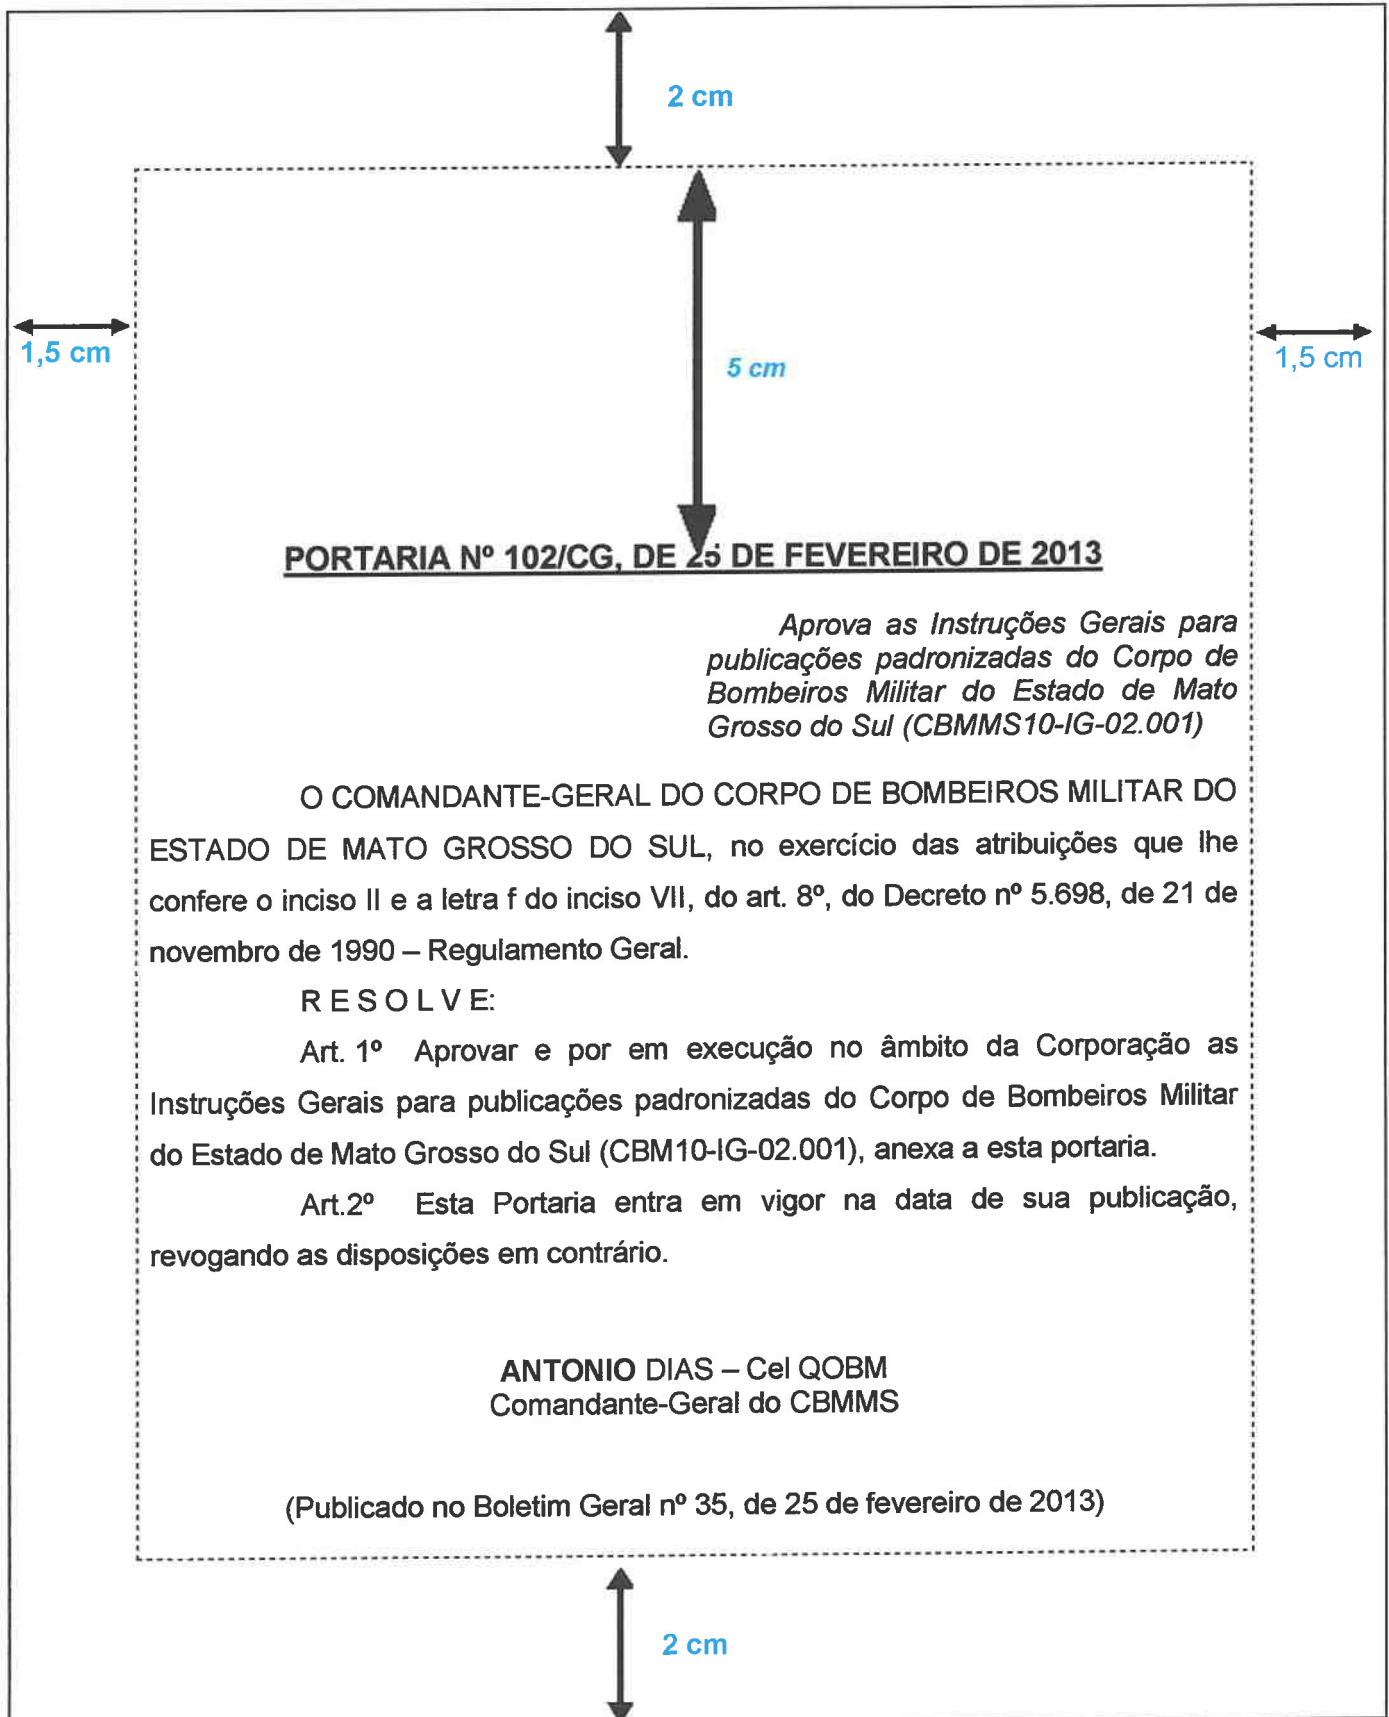 2 cm
1,5 cm
5 cm
1,5 cm
PORTARIA Nº 102/CG, DE 25 DE FEVEREIRO DE 2013
Aprova as Instruções Gerais para
publicações padronizadas do Corpo de
Bombeiros Militar do Estado de Mato
Grosso do Sul (CBMMS10-IG-02.001)
O COMANDANTE-GERAL DO CORPO DE BOMBEIROS MILITAR DO
ESTADO DE MATO GROSSO DO SUL, no exercício das atribuições que lhe
confere o inciso II e a letra f do inciso VII, do art. 8º, do Decreto nº 5.698, de 21 de
novembro de 1990 – Regulamento Geral.
R E S O L V E:
Art. 1º Aprovar e por em execução no âmbito da Corporação as
Instruções Gerais para publicações padronizadas do Corpo de Bombeiros Militar
do Estado de Mato Grosso do Sul (CBM10-IG-02.001), anexa a esta portaria.
Art.2º Esta Portaria entra em vigor na data de sua publicação,
revogando as disposições em contrário.
ANTONIO DIAS – Cel QOBM
Comandante-Geral do CBMMS
(Publicado no Boletim Geral nº 35, de 25 de fevereiro de 2013)
2 cm